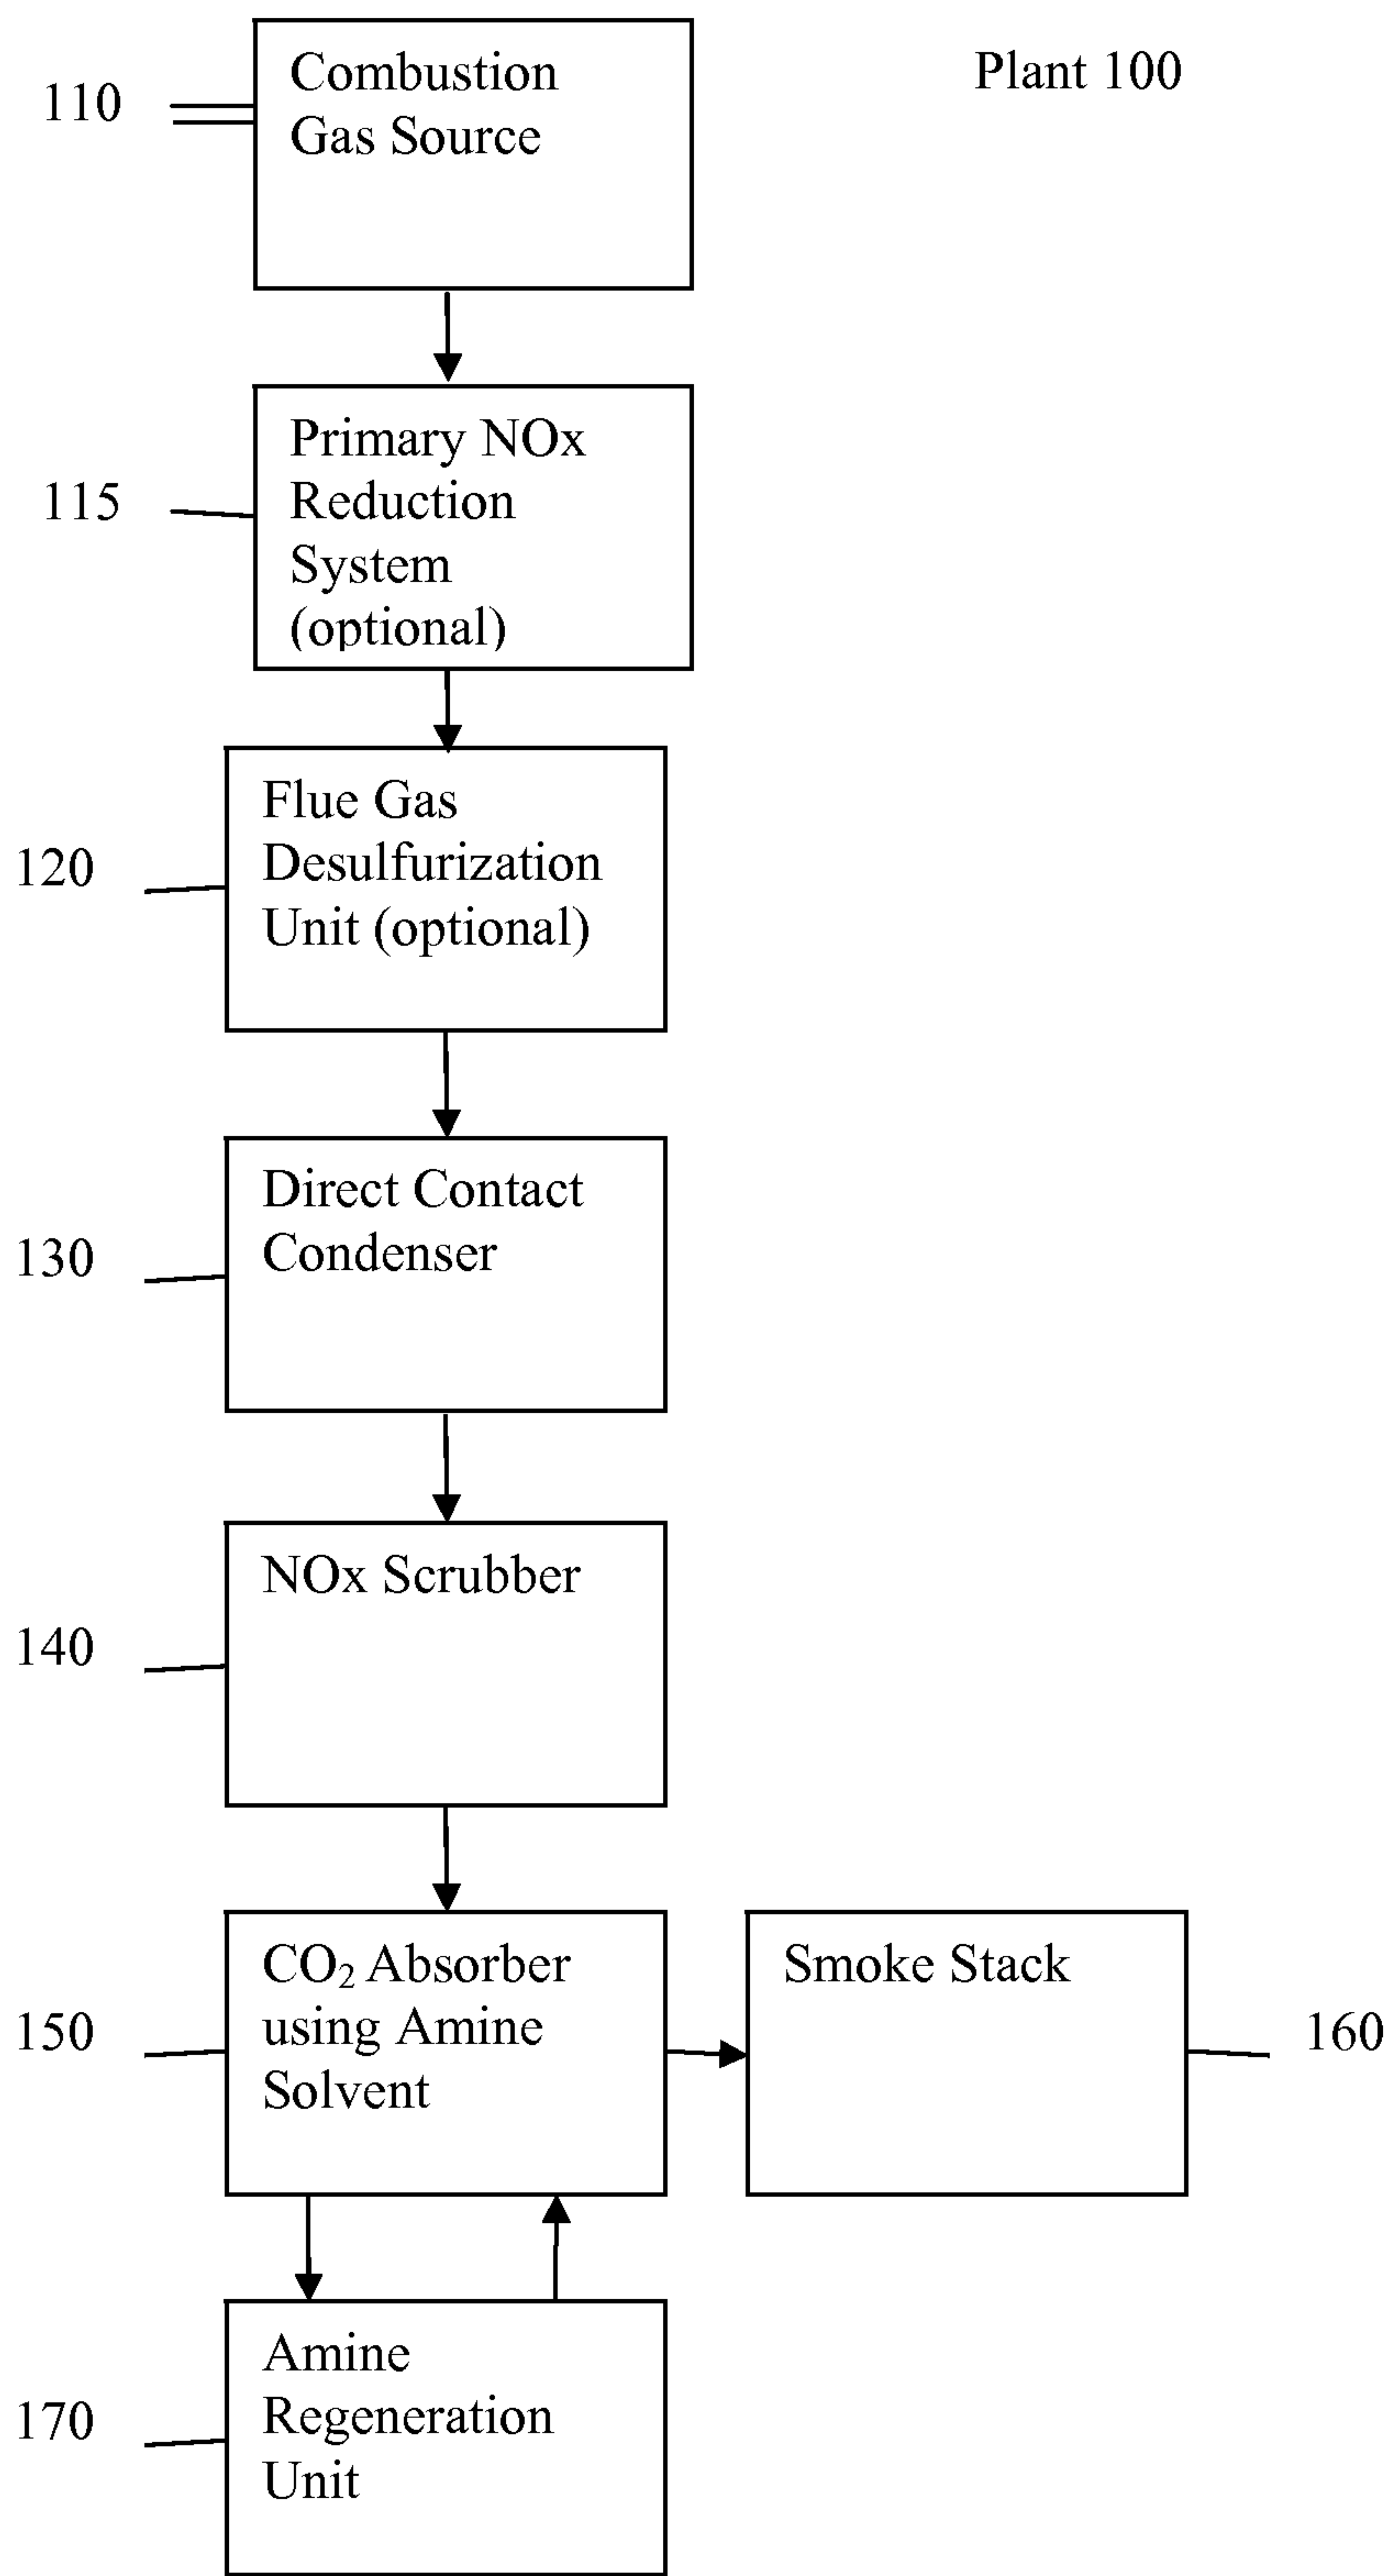 Plant 100
110
Combustion
Gas Source
115
Primary NOx
Reduction
System
(optional)
120
Flue Gas
Desulfurization
Unit (optional)
130
Direct Contact
Condenser
140
NOx Scrubber
150
CO₂ Absorber
using Amine
Solvent
Smoke Stack
160
170
Amine
Regeneration
Unit